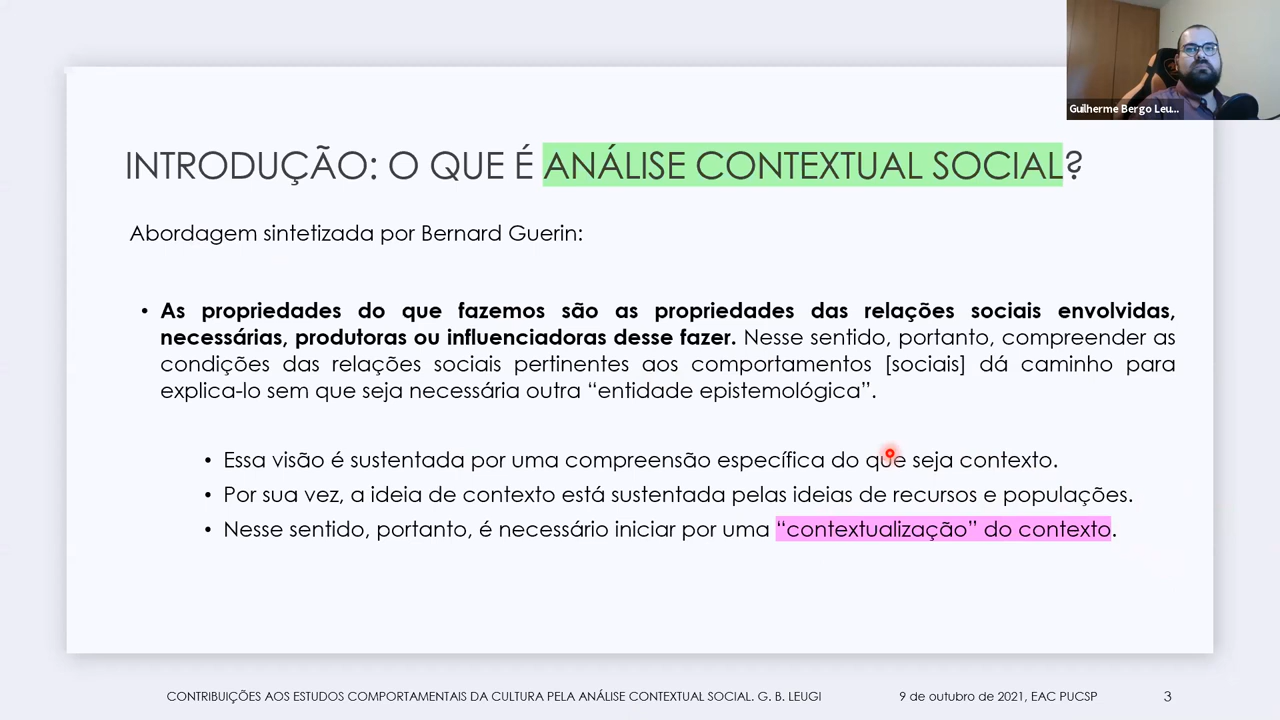 Guilherme Bergo Leu...
INTRODUÇÃO: O QUE É ANÁLISE CONTEXTUAL SOCIAL?
Abordagem sintetizada por Bernard Guerin:
• As propriedades do que fazemos são as propriedades das relações sociais envolvidas,
necessárias, produtoras ou influenciadoras desse fazer. Nesse sentido, portanto, compreender as
condições das relações sociais pertinentes aos comportamentos [sociais] dá caminho para
explica-lo sem que seja necessária outra “entidade epistemológica”.
• Essa visão é sustentada por uma compreensão específica do que seja contexto.
• Por sua vez, a ideia de contexto está sustentada pelas ideias de recursos e populações.
• Nesse sentido, portanto, é necessário iniciar por uma “contextualização” do contexto.
CONTRIBUIÇÕES AOS ESTUDOS COMPORTAMENTAIS DA CULTURA PELA ANÁLISE CONTEXTUAL SOCIAL. G. B. LEUGI
9 de outubro de 2021, EAC PUCSP
3